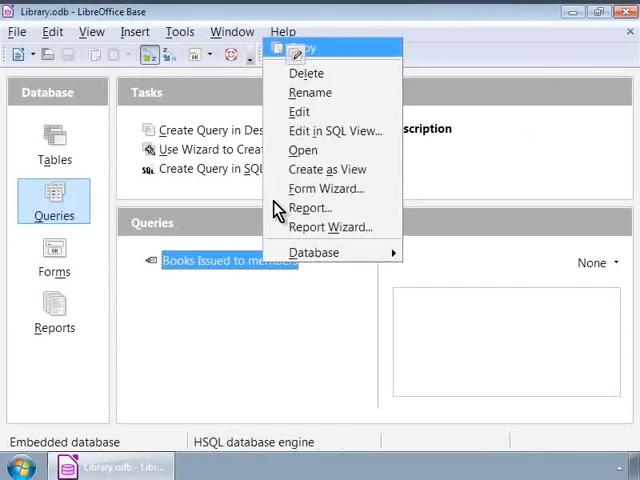 Library.odb - LibreOffice Base
File Edit View Insert Tools Window Help
Database
Tables
Queries
Forms
Reports
Tasks
Create Query in Des
Use Wizard to Crea
Create Query in SQL
SQL
Delete
Rename
Edit
Edit in SQL View...
Open
Create as View
Form Wizard...
Report...
Report Wizard...
Database
Queries
Books Issued to members
None
Embedded database
HSQL database engine
Library.odb - Libr...